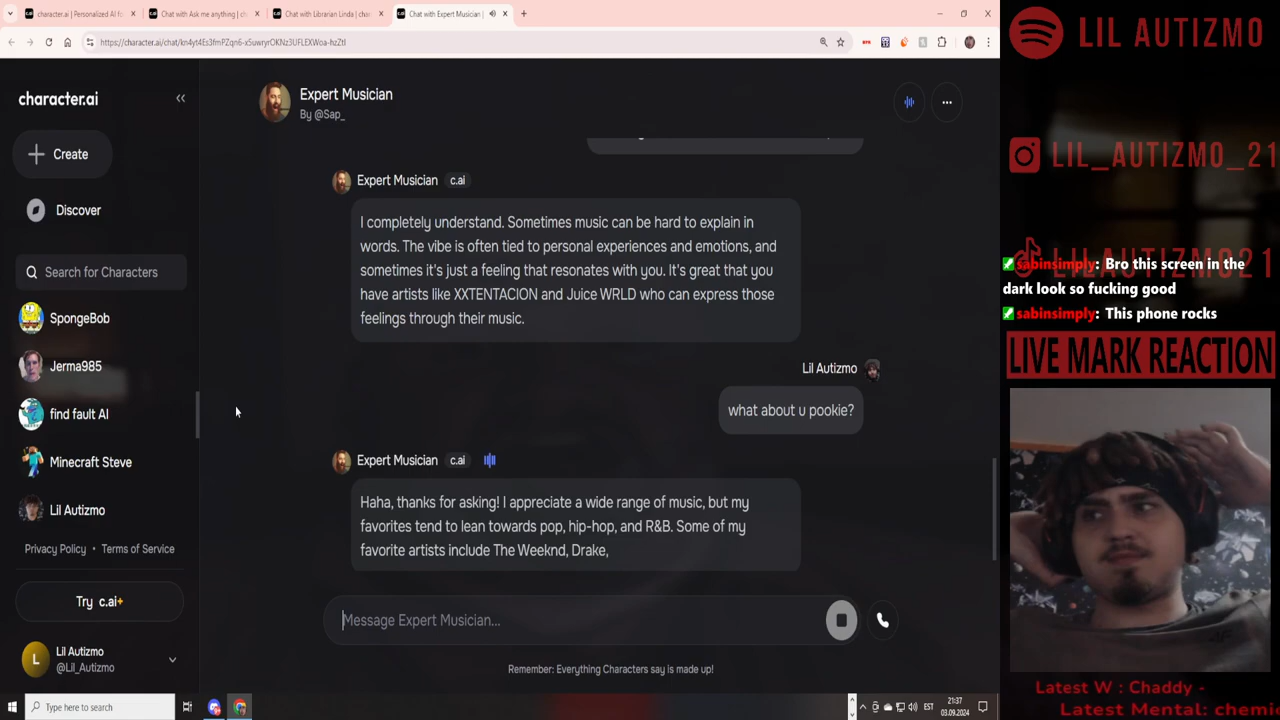 character.ai | Personalized AI fo
Chat with Ask me anything | ch
Chat with Librarian Linda | cha
Chat with Expert Musician |
https://character.ai/chat/kn4yt4Es3fmPZqn6-x5uwryrOKNz3UFLEXWoa-hzZtI
character.ai
Create
Discover
Search for Characters
SpongeBob
Jerma985
find fault AI
Minecraft Steve
Lil Autizmo
Privacy Policy • Terms of Service
Try c.ai+
L
Lil Autizmo
@Lil_Autizmo
Expert Musician
By @Sap_
Expert Musician c.ai
I completely understand. Sometimes music can be hard to explain in
words. The vibe is often tied to personal experiences and emotions, and
sometimes it's just a feeling that resonates with you. It's great that you
have artists like XXTENTACION and Juice WRLD who can express those
feelings through their music.
Lil Autizmo
what about u pookie?
Expert Musician c.ai
Haha, thanks for asking! I appreciate a wide range of music, but my
favorites tend to lean towards pop, hip-hop, and R&B. Some of my
favorite artists include The Weeknd, Drake,
Message Expert Musician...
Remember: Everything Characters say is made up!
Type here to search
EST
21:37
03.09.2024
LIL AUTIZMO
LIL_AUTIZMO_21
LILAUTIZMO21
sabinsimply: Bro this screen in the
dark look so fucking good
sabinsimply: This phone rocks
LIVE MARK REACTION
Latest W : Chaddy -
Latest Mental: chemi